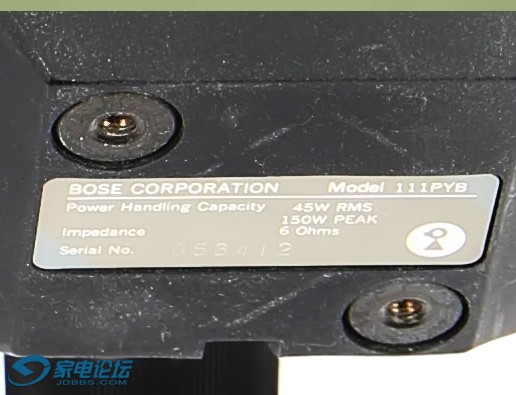 BOSE CORPORATION Model 111PYB
Power Handling Capacity 45W RMS
150W PEAK
Impedance 6 Ohms
Serial No. 053412
家电论坛
JDBBS.COM